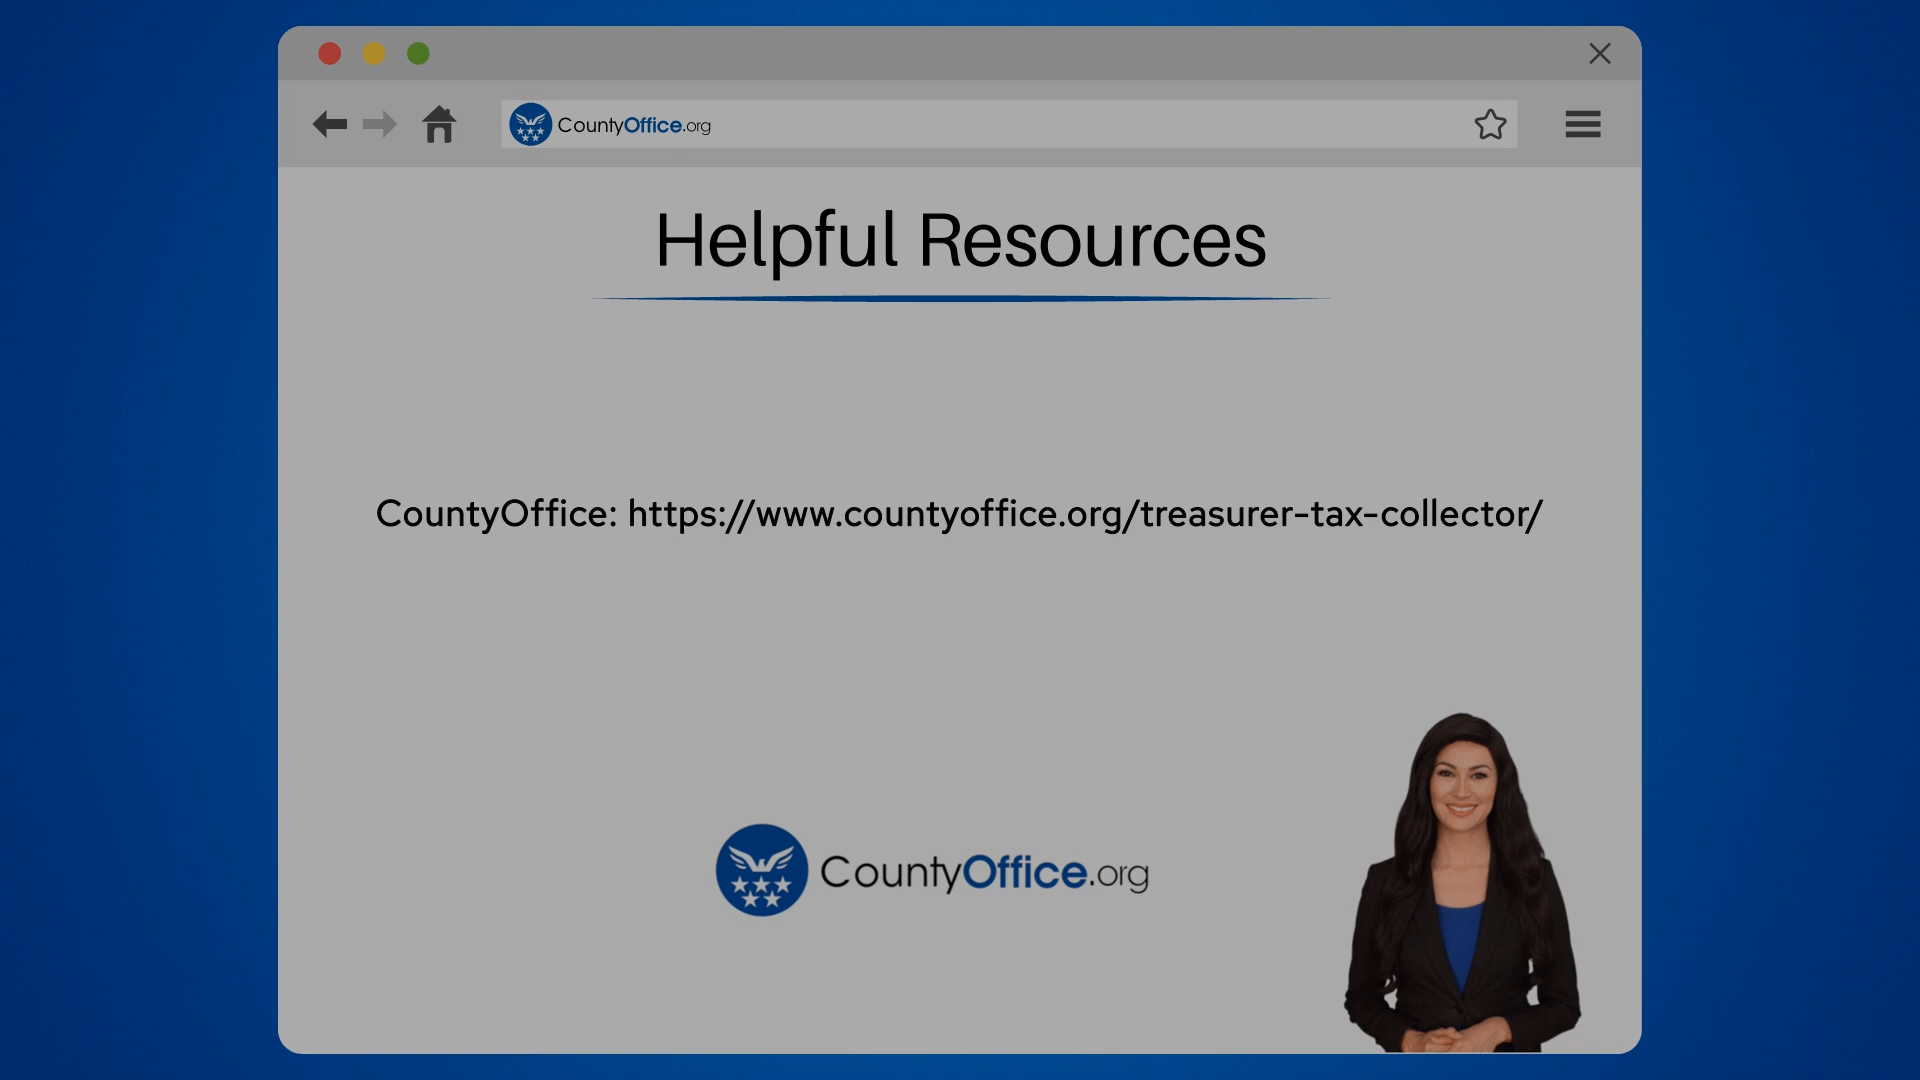 CountyOffice.org
Helpful Resources
CountyOffice: https://www.countyoffice.org/treasurer-tax-collector/
CountyOffice.org